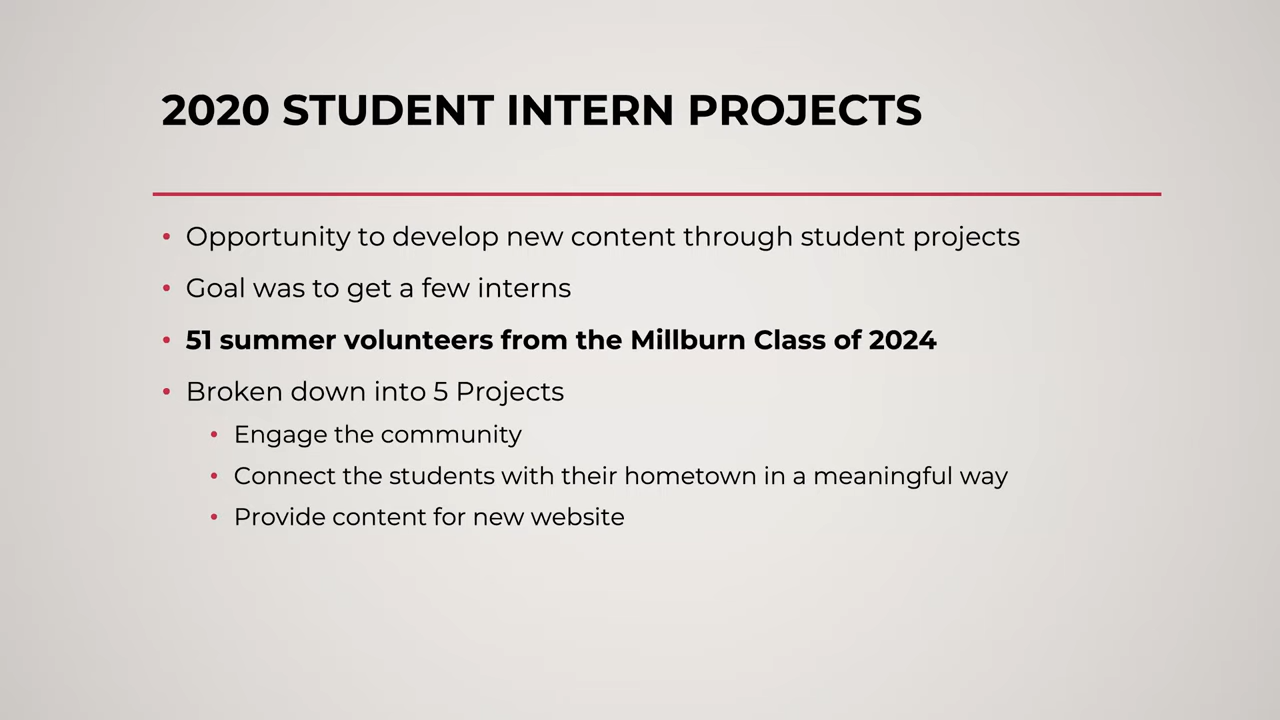 2020 STUDENT INTERN PROJECTS
• Opportunity to develop new content through student projects
• Goal was to get a few interns
• 51 summer volunteers from the Millburn Class of 2024
• Broken down into 5 Projects
• Engage the community
• Connect the students with their hometown in a meaningful way
• Provide content for new website